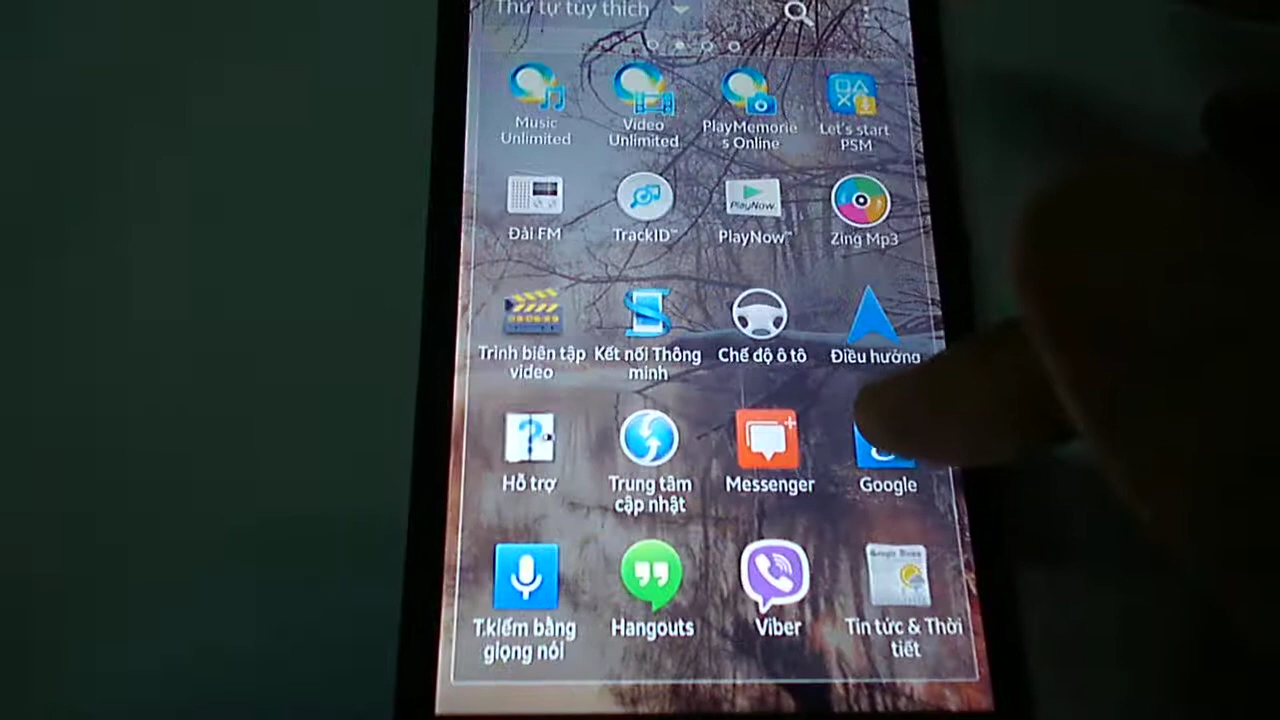 Thứ tự tùy thích
Music
Unlimited
Video
Unlimited
PlayMemorie
s Online
Let's start
PSM
Đài FM
TrackID™
PlayNow.
PlayNow™
Zing Mp3
Trình biên tập
video
Kết nối Thông
minh
Chế độ ô tô
Điều hướng
Hỗ trợ
Trung tâm
cập nhật
Messenger
Google
T.kiếm bằng
giọng nói
Hangouts
Viber
Tin tức & Thời
tiết